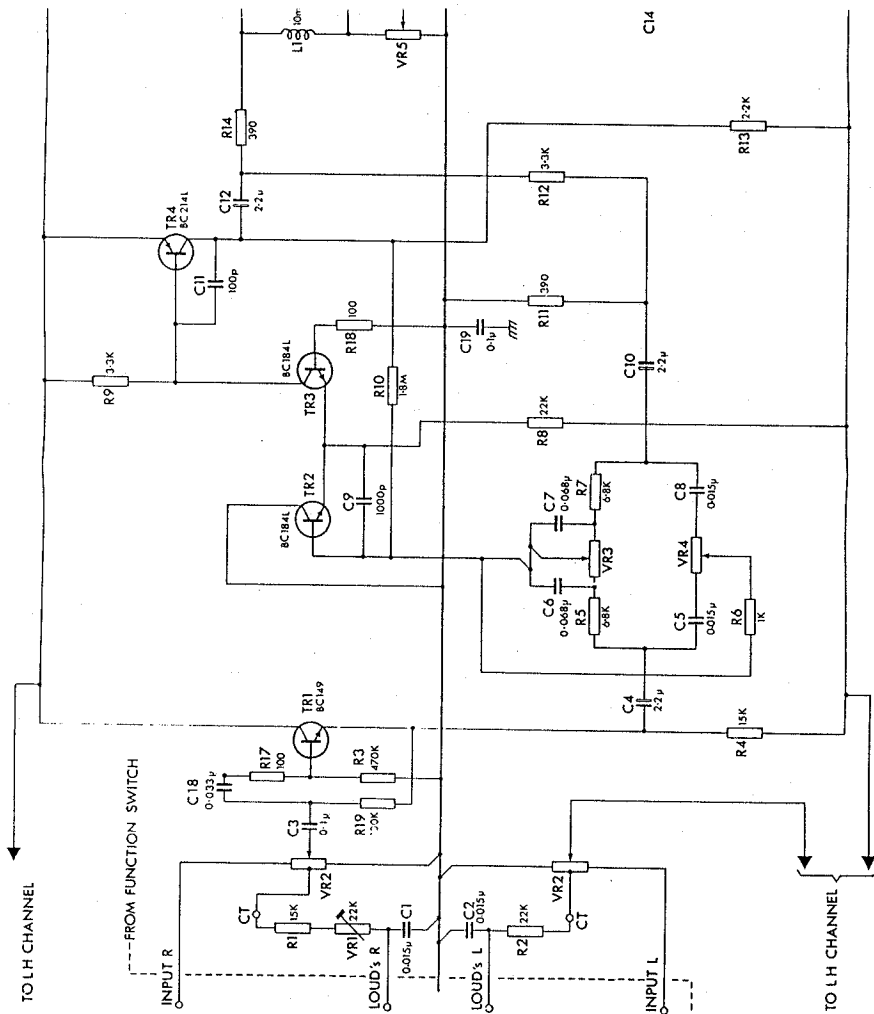 10m
L1
VR5
C14
R14
390
R13
2·2K
C12
2·2µ
R12
3·3K
TR4
BC 214L
C11
100p
R11
390
R18
100
C19
0·1µ
C10
2·2µ
R9
3·3K
BC184L
TR3
R10
1·8M
R8
22K
TR2
BC184L
C9
1000p
C7
0·068µ
R7
6·8K
C8
0·015µ
VR3
VR4
C6
0·068µ
R5
6·8K
C5
0·015µ
R6
1K
TR1
BC149
C4
2·2µ
R4
15K
C18
0·033µ
R17
100
R3
470K
C3
0·1µ
R19
FROM FUNCTION SWITCH
VR2
VR2
CT
R1
15K
VR1
22K
C1
0·015µ
C2
0·015µ
R2
22K
CT
TO LH CHANNEL
INPUT R
LOUD's R
LOUD's L
INPUT L
TO LH CHANNEL